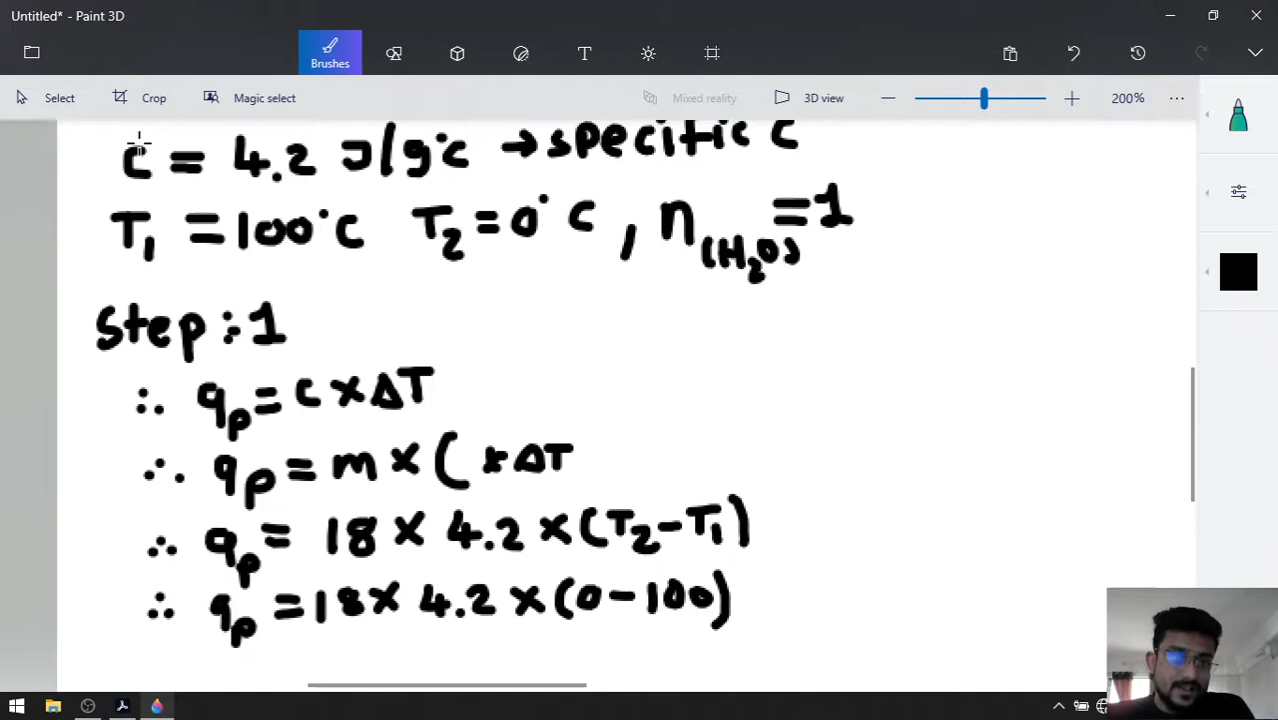 Untitled* - Paint 3D
Brushes
Select Crop Magic select Mixed reality 3D view 200%
C = 4.2 J/g°C → specific C
T₁ = 100°C T₂ = 0°C , n(H₂O) = 1
Step : 1
∴ qp = C × ΔT
∴ qp = m × C × ΔT
∴ qp = 18 × 4.2 × (T₂ - T₁)
∴ qp = 18 × 4.2 × (0 - 100)